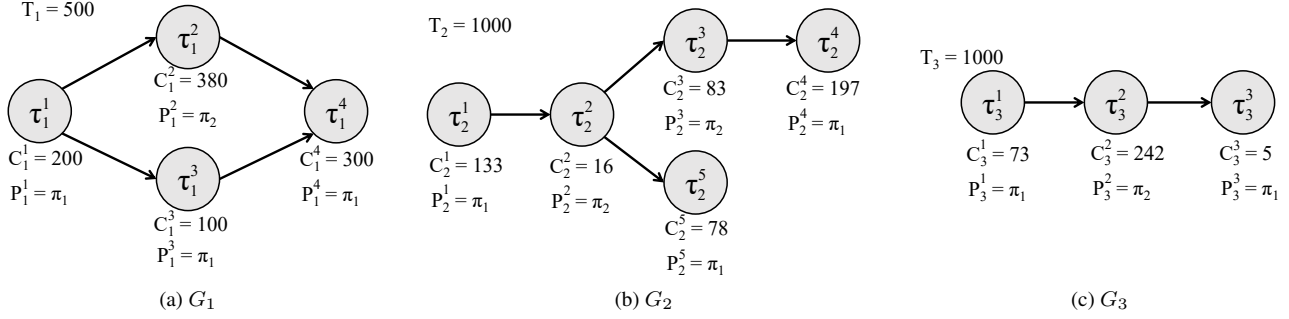 T₁ = 500
τ₁²
C₁² = 380
P₁² = π₂
τ₁¹
C₁¹ = 200
P₁¹ = π₁
τ₁⁴
C₁⁴ = 300
P₁⁴ = π₁
τ₁³
C₁³ = 100
P₁³ = π₁
(a) G₁
T₂ = 1000
τ₂³
C₂³ = 83
P₂³ = π₂
τ₂⁴
C₂⁴ = 197
P₂⁴ = π₁
τ₂¹
C₂¹ = 133
P₂¹ = π₁
τ₂²
C₂² = 16
P₂² = π₂
τ₂⁵
C₂⁵ = 78
P₂⁵ = π₁
(b) G₂
T₃ = 1000
τ₃¹
C₃¹ = 73
P₃¹ = π₁
τ₃²
C₃² = 242
P₃² = π₂
τ₃³
C₃³ = 5
P₃³ = π₁
(c) G₃